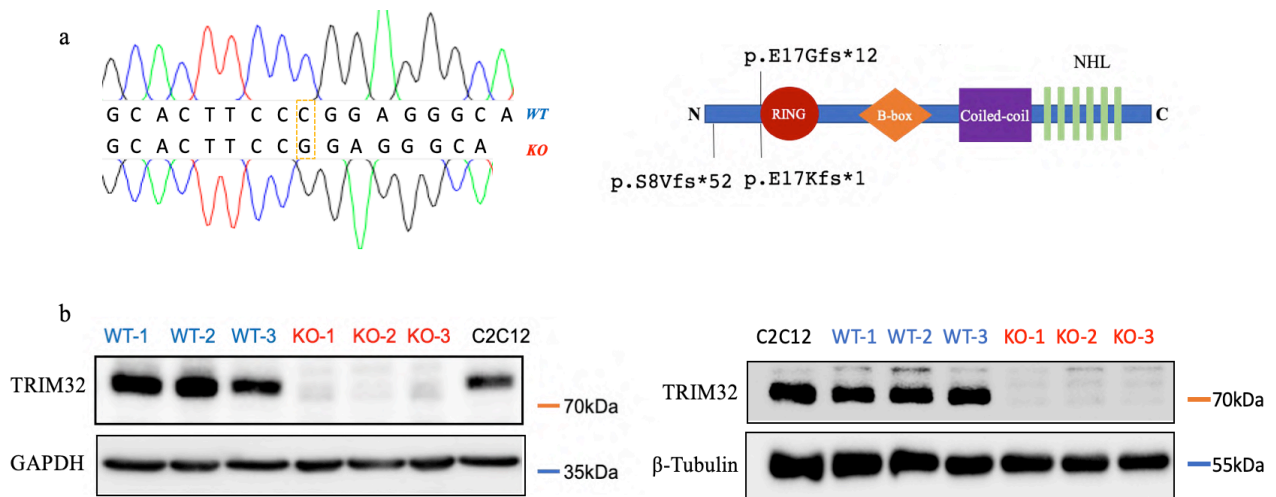 a
G C A C T T C C C G G A G G G C A WT
G C A C T T C C G G A G G G C A KO
p.E17Gfs*12
NHL
N RING B-box Coiled-coil C
p.S8Vfs*52 p.E17Kfs*1
b
WT-1 WT-2 WT-3 KO-1 KO-2 KO-3 C2C12
TRIM32
70kDa
GAPDH
35kDa
C2C12 WT-1 WT-2 WT-3 KO-1 KO-2 KO-3
TRIM32
70kDa
β-Tubulin
55kDa